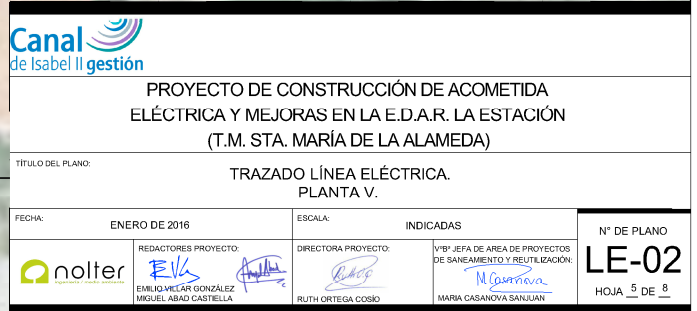 Canal
de Isabel II gestión
PROYECTO DE CONSTRUCCIÓN DE ACOMETIDA
ELÉCTRICA Y MEJORAS EN LA E.D.A.R. LA ESTACIÓN
(T.M. STA. MARÍA DE LA ALAMEDA)
TÍTULO DEL PLANO:
TRAZADO LÍNEA ELÉCTRICA.
PLANTA V.
FECHA:
ENERO DE 2016
ESCALA:
INDICADAS
Nº DE PLANO
LE-02
HOJA 5 DE 8
nolter
ingeniería / medio ambiente
REDACTORES PROYECTO:
EMILIO VILLAR GONZÁLEZ
MIGUEL ABAD CASTIELLA
DIRECTORA PROYECTO:
RUTH ORTEGA COSÍO
VºBº JEFA DE AREA DE PROYECTOS
DE SANEAMIENTO Y REUTILIZACIÓN:
M Casanova
MARIA CASANOVA SANJUAN